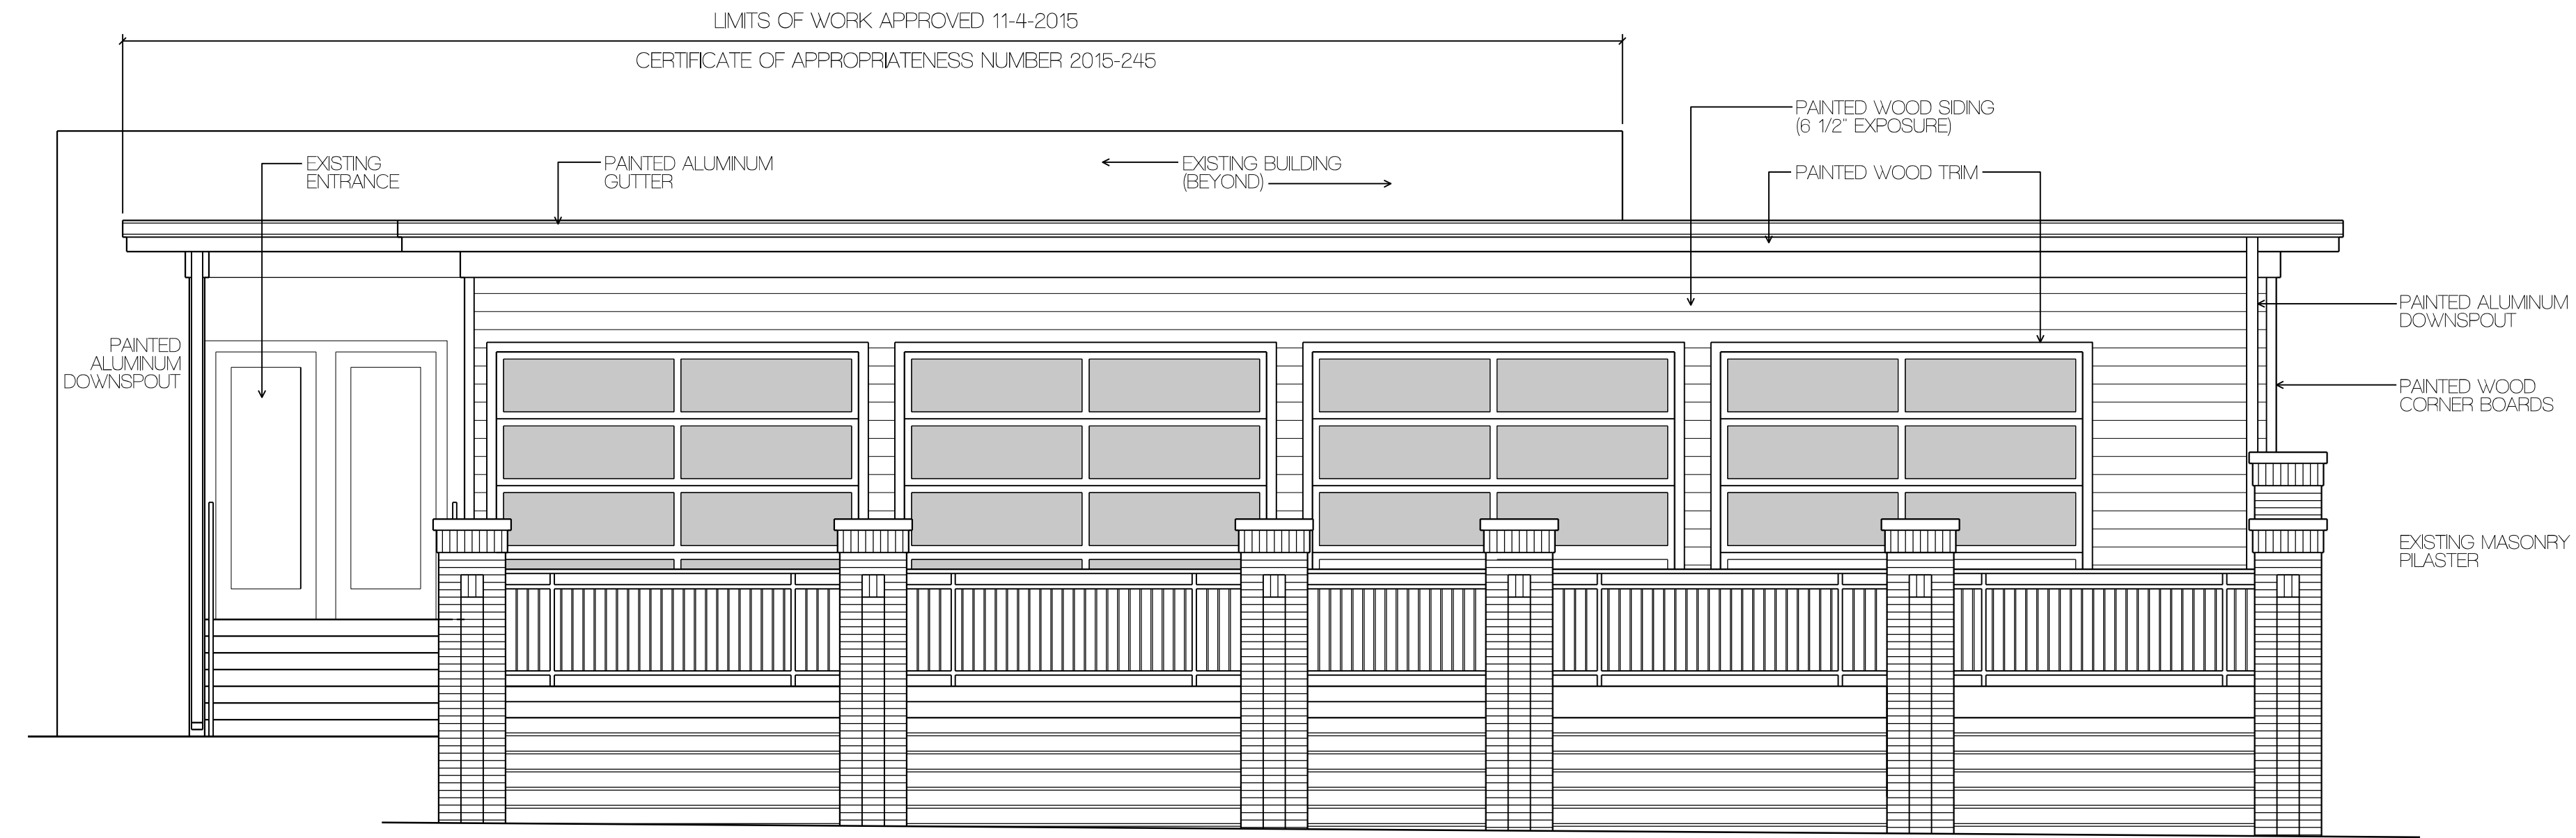 LIMITS OF WORK APPROVED 11-4-2015
CERTIFICATE OF APPROPRIATENESS NUMBER 2015-245
PAINTED WOOD SIDING
(6 1/2" EXPOSURE)
EXISTING
ENTRANCE
PAINTED ALUMINUM
GUTTER
EXISTING BUILDING
(BEYOND)
PAINTED WOOD TRIM
PAINTED ALUMINUM
DOWNSPOUT
PAINTED
ALUMINUM
DOWNSPOUT
PAINTED WOOD
CORNER BOARDS
EXISTING MASONRY
PILASTER